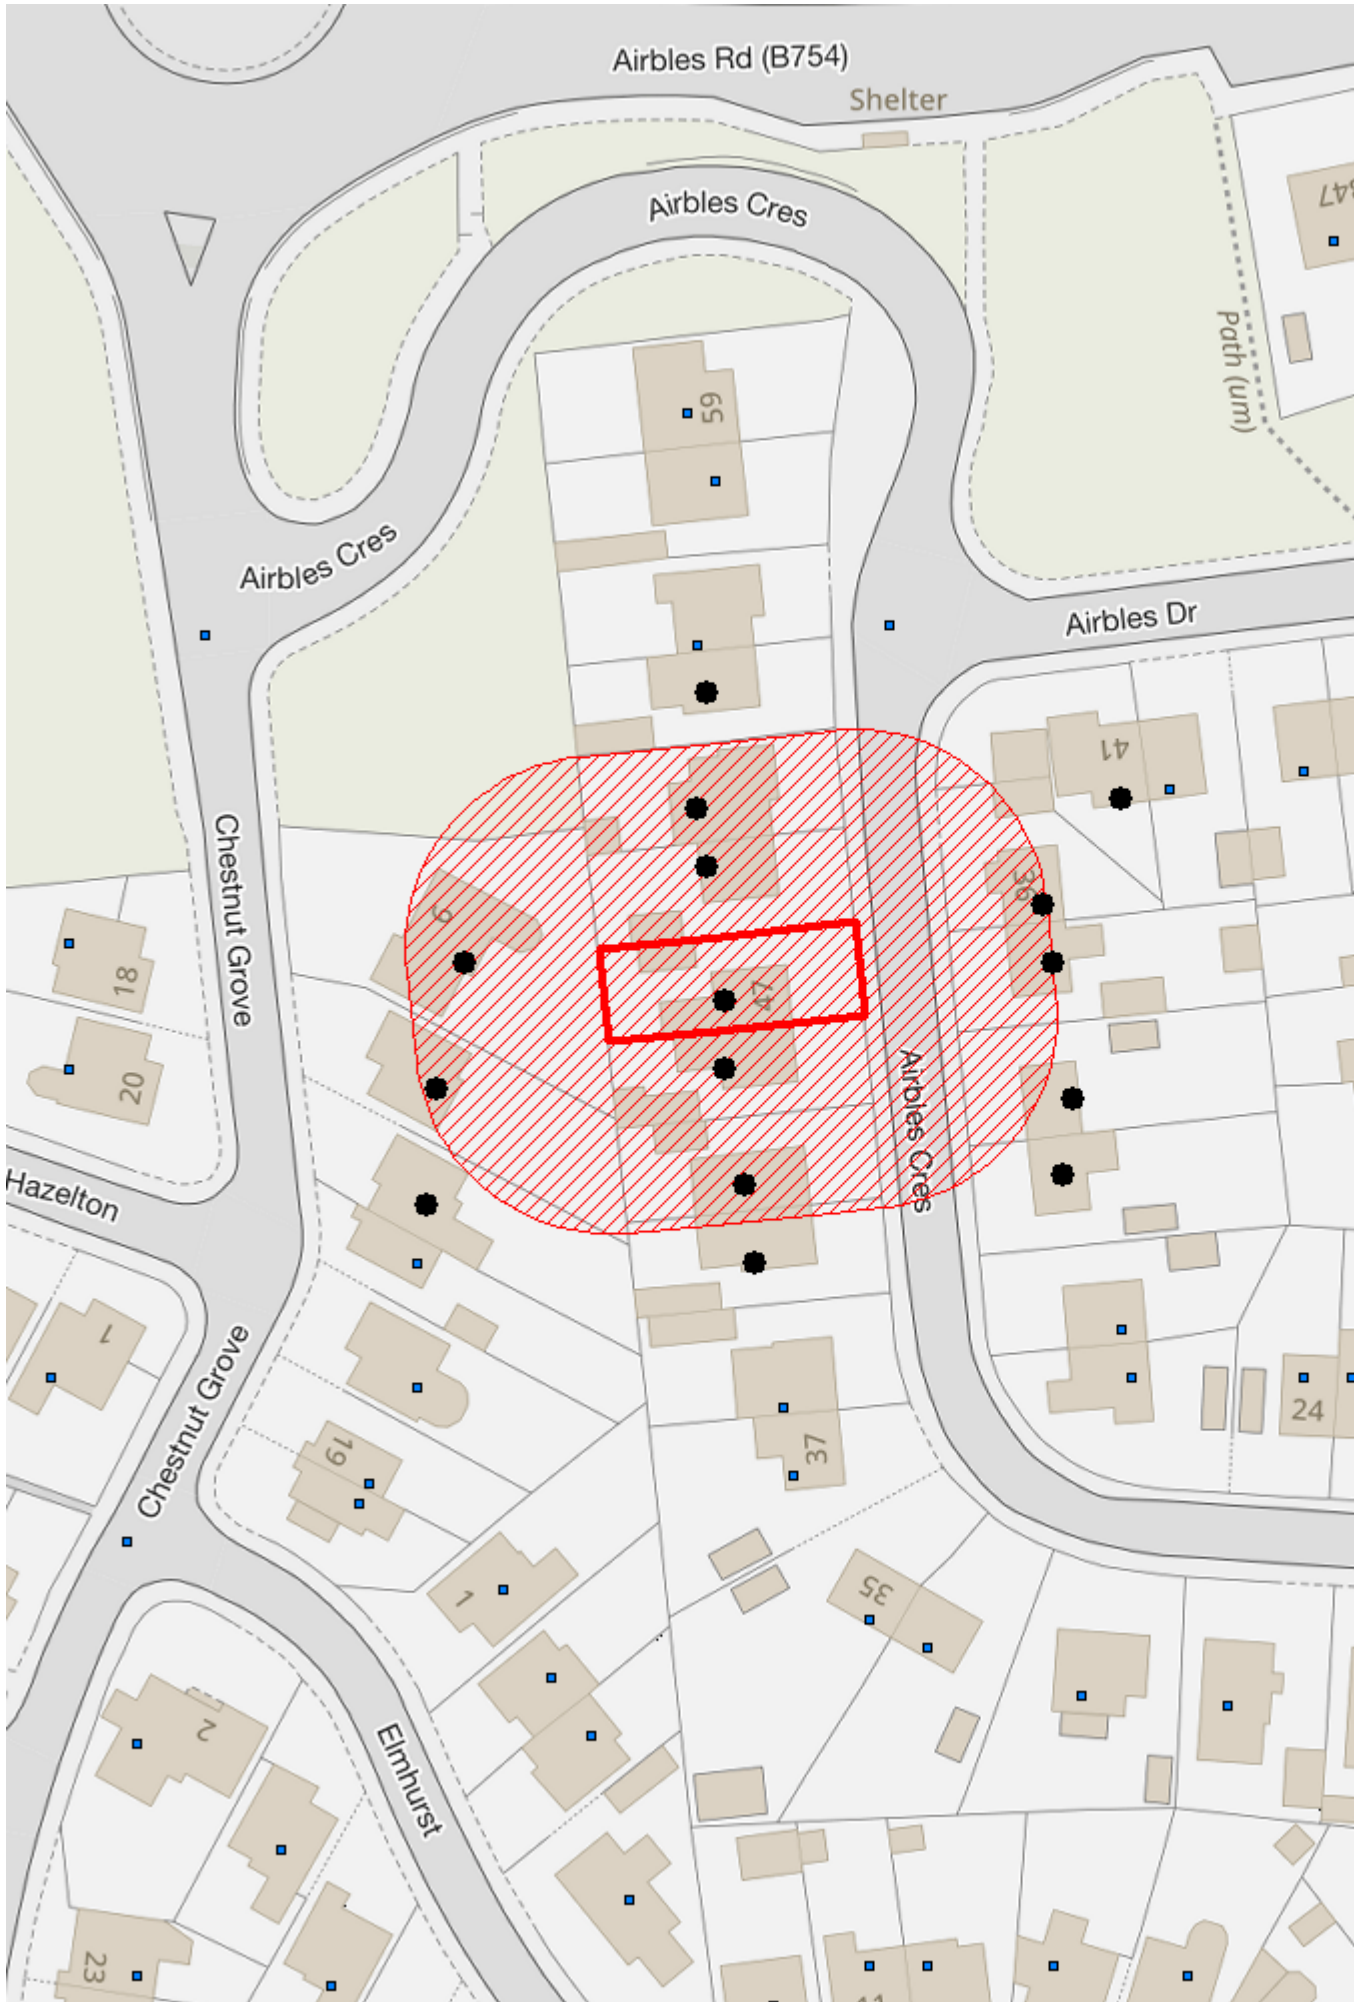 Airbles Rd (B754)
Shelter
347
Airbles Cres
Path (um)
59
Airbles Cres
Airbles Dr
41
Chestnut Grove
9
36
18
47
20
Airbles Cres
Hazelton
1
Chestnut Grove
24
19
37
1
35
2
Elmhurst
23
11